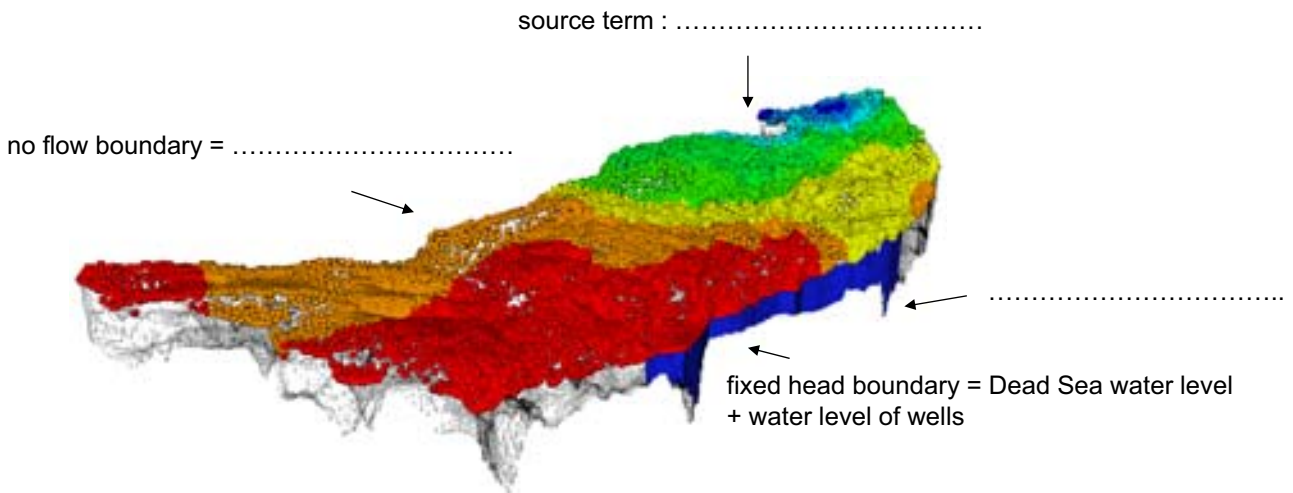 source term : ……………………………….
no flow boundary = ……………………………
……………………………..
fixed head boundary = Dead Sea water level
+ water level of wells